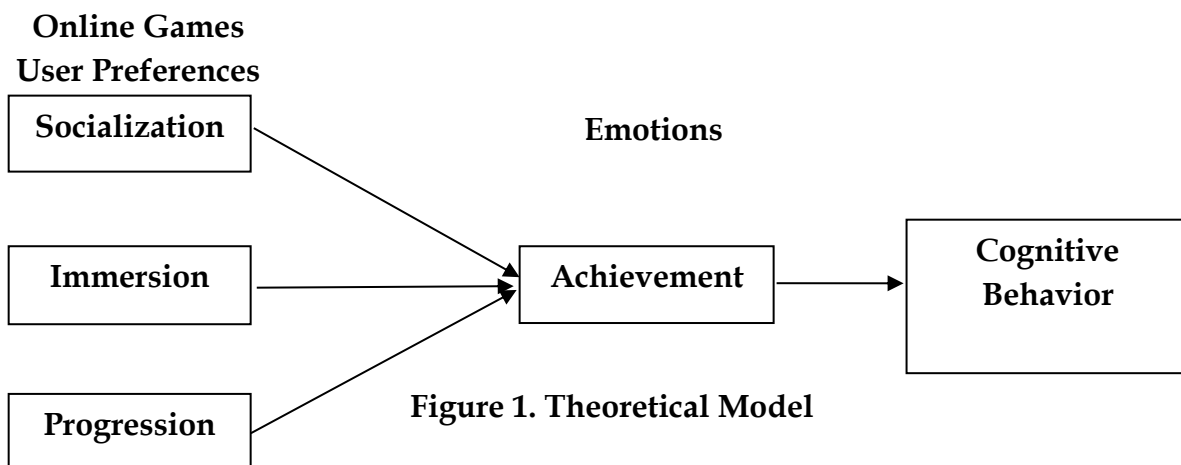 Online Games
User Preferences
Socialization
Emotions
Immersion
Achievement
Cognitive
Behavior
Progression
Figure 1. Theoretical Model